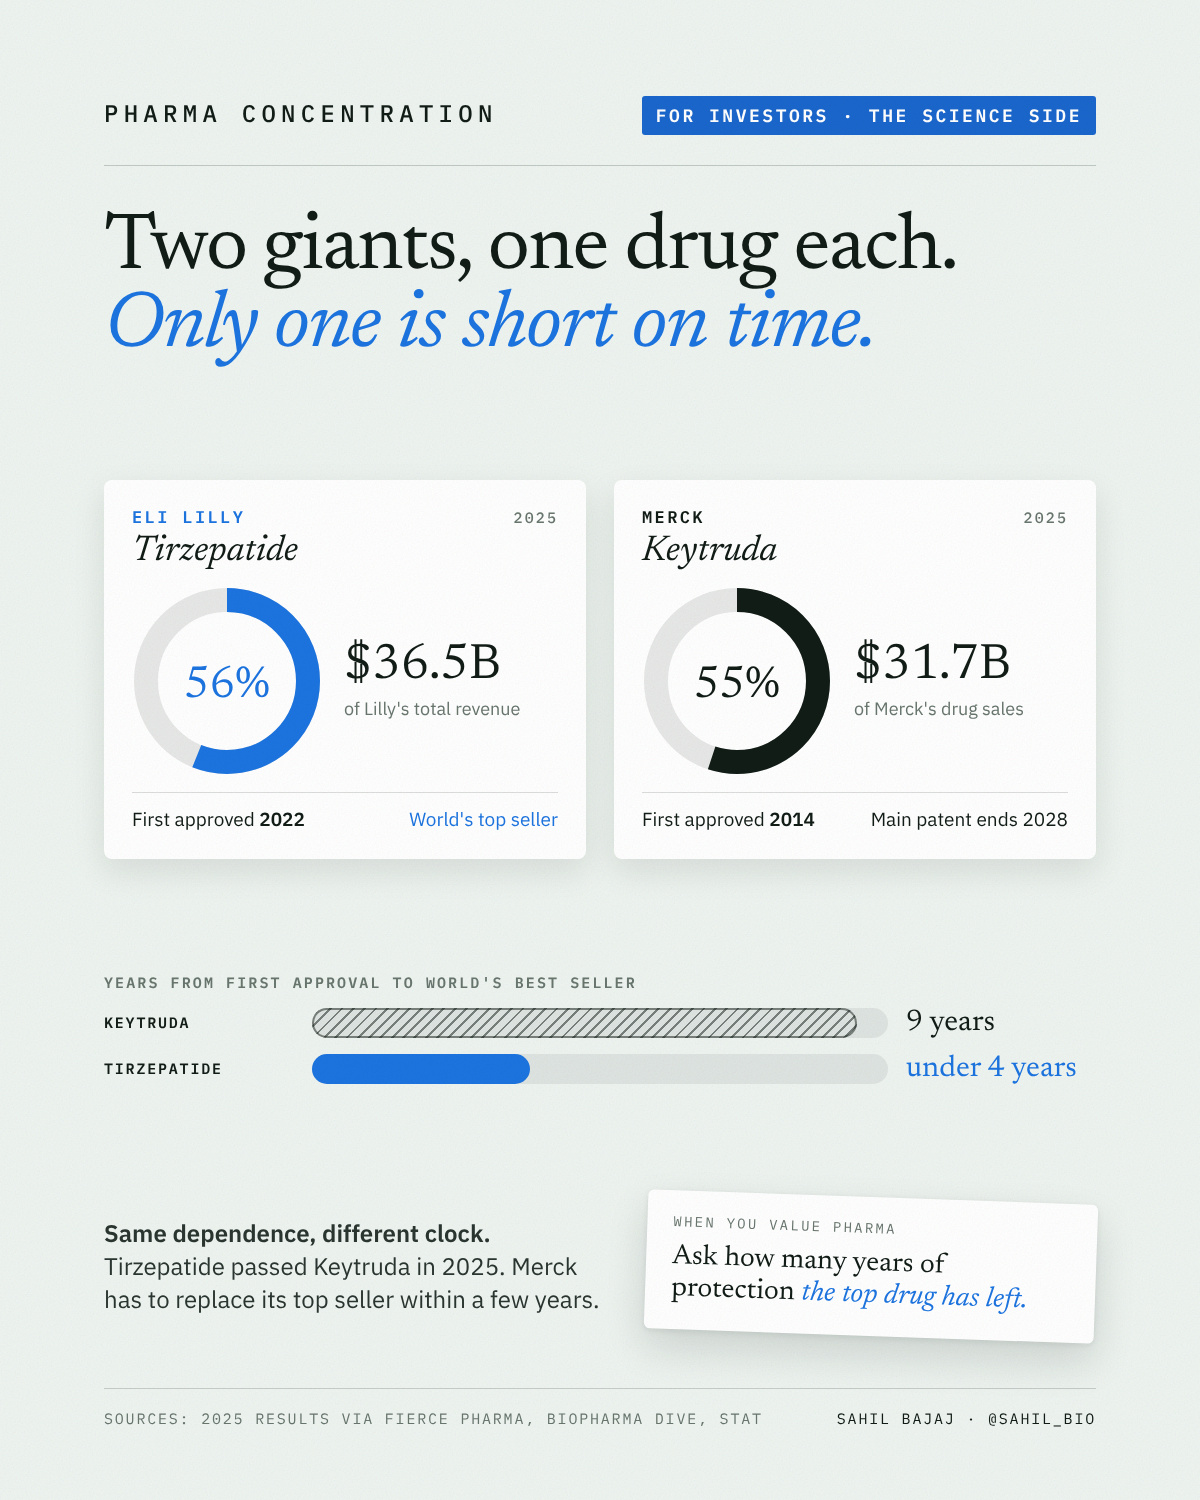 PHARMA CONCENTRATION
FOR INVESTORS · THE SCIENCE SIDE
Two giants, one drug each.
Only one is short on time.
ELI LILLY
2025
Tirzepatide
56%
$36.5B
of Lilly's total revenue
First approved 2022
World's top seller
MERCK
2025
Keytruda
55%
$31.7B
of Merck's drug sales
First approved 2014
Main patent ends 2028
YEARS FROM FIRST APPROVAL TO WORLD'S BEST SELLER
KEYTRUDA
9 years
TIRZEPATIDE
under 4 years
Same dependence, different clock.
Tirzepatide passed Keytruda in 2025. Merck
has to replace its top seller within a few years.
WHEN YOU VALUE PHARMA
Ask how many years of
protection the top drug has left.
SOURCES: 2025 RESULTS VIA FIERCE PHARMA, BIOPHARMA DIVE, STAT
SAHIL BAJAJ · @SAHIL_BIO